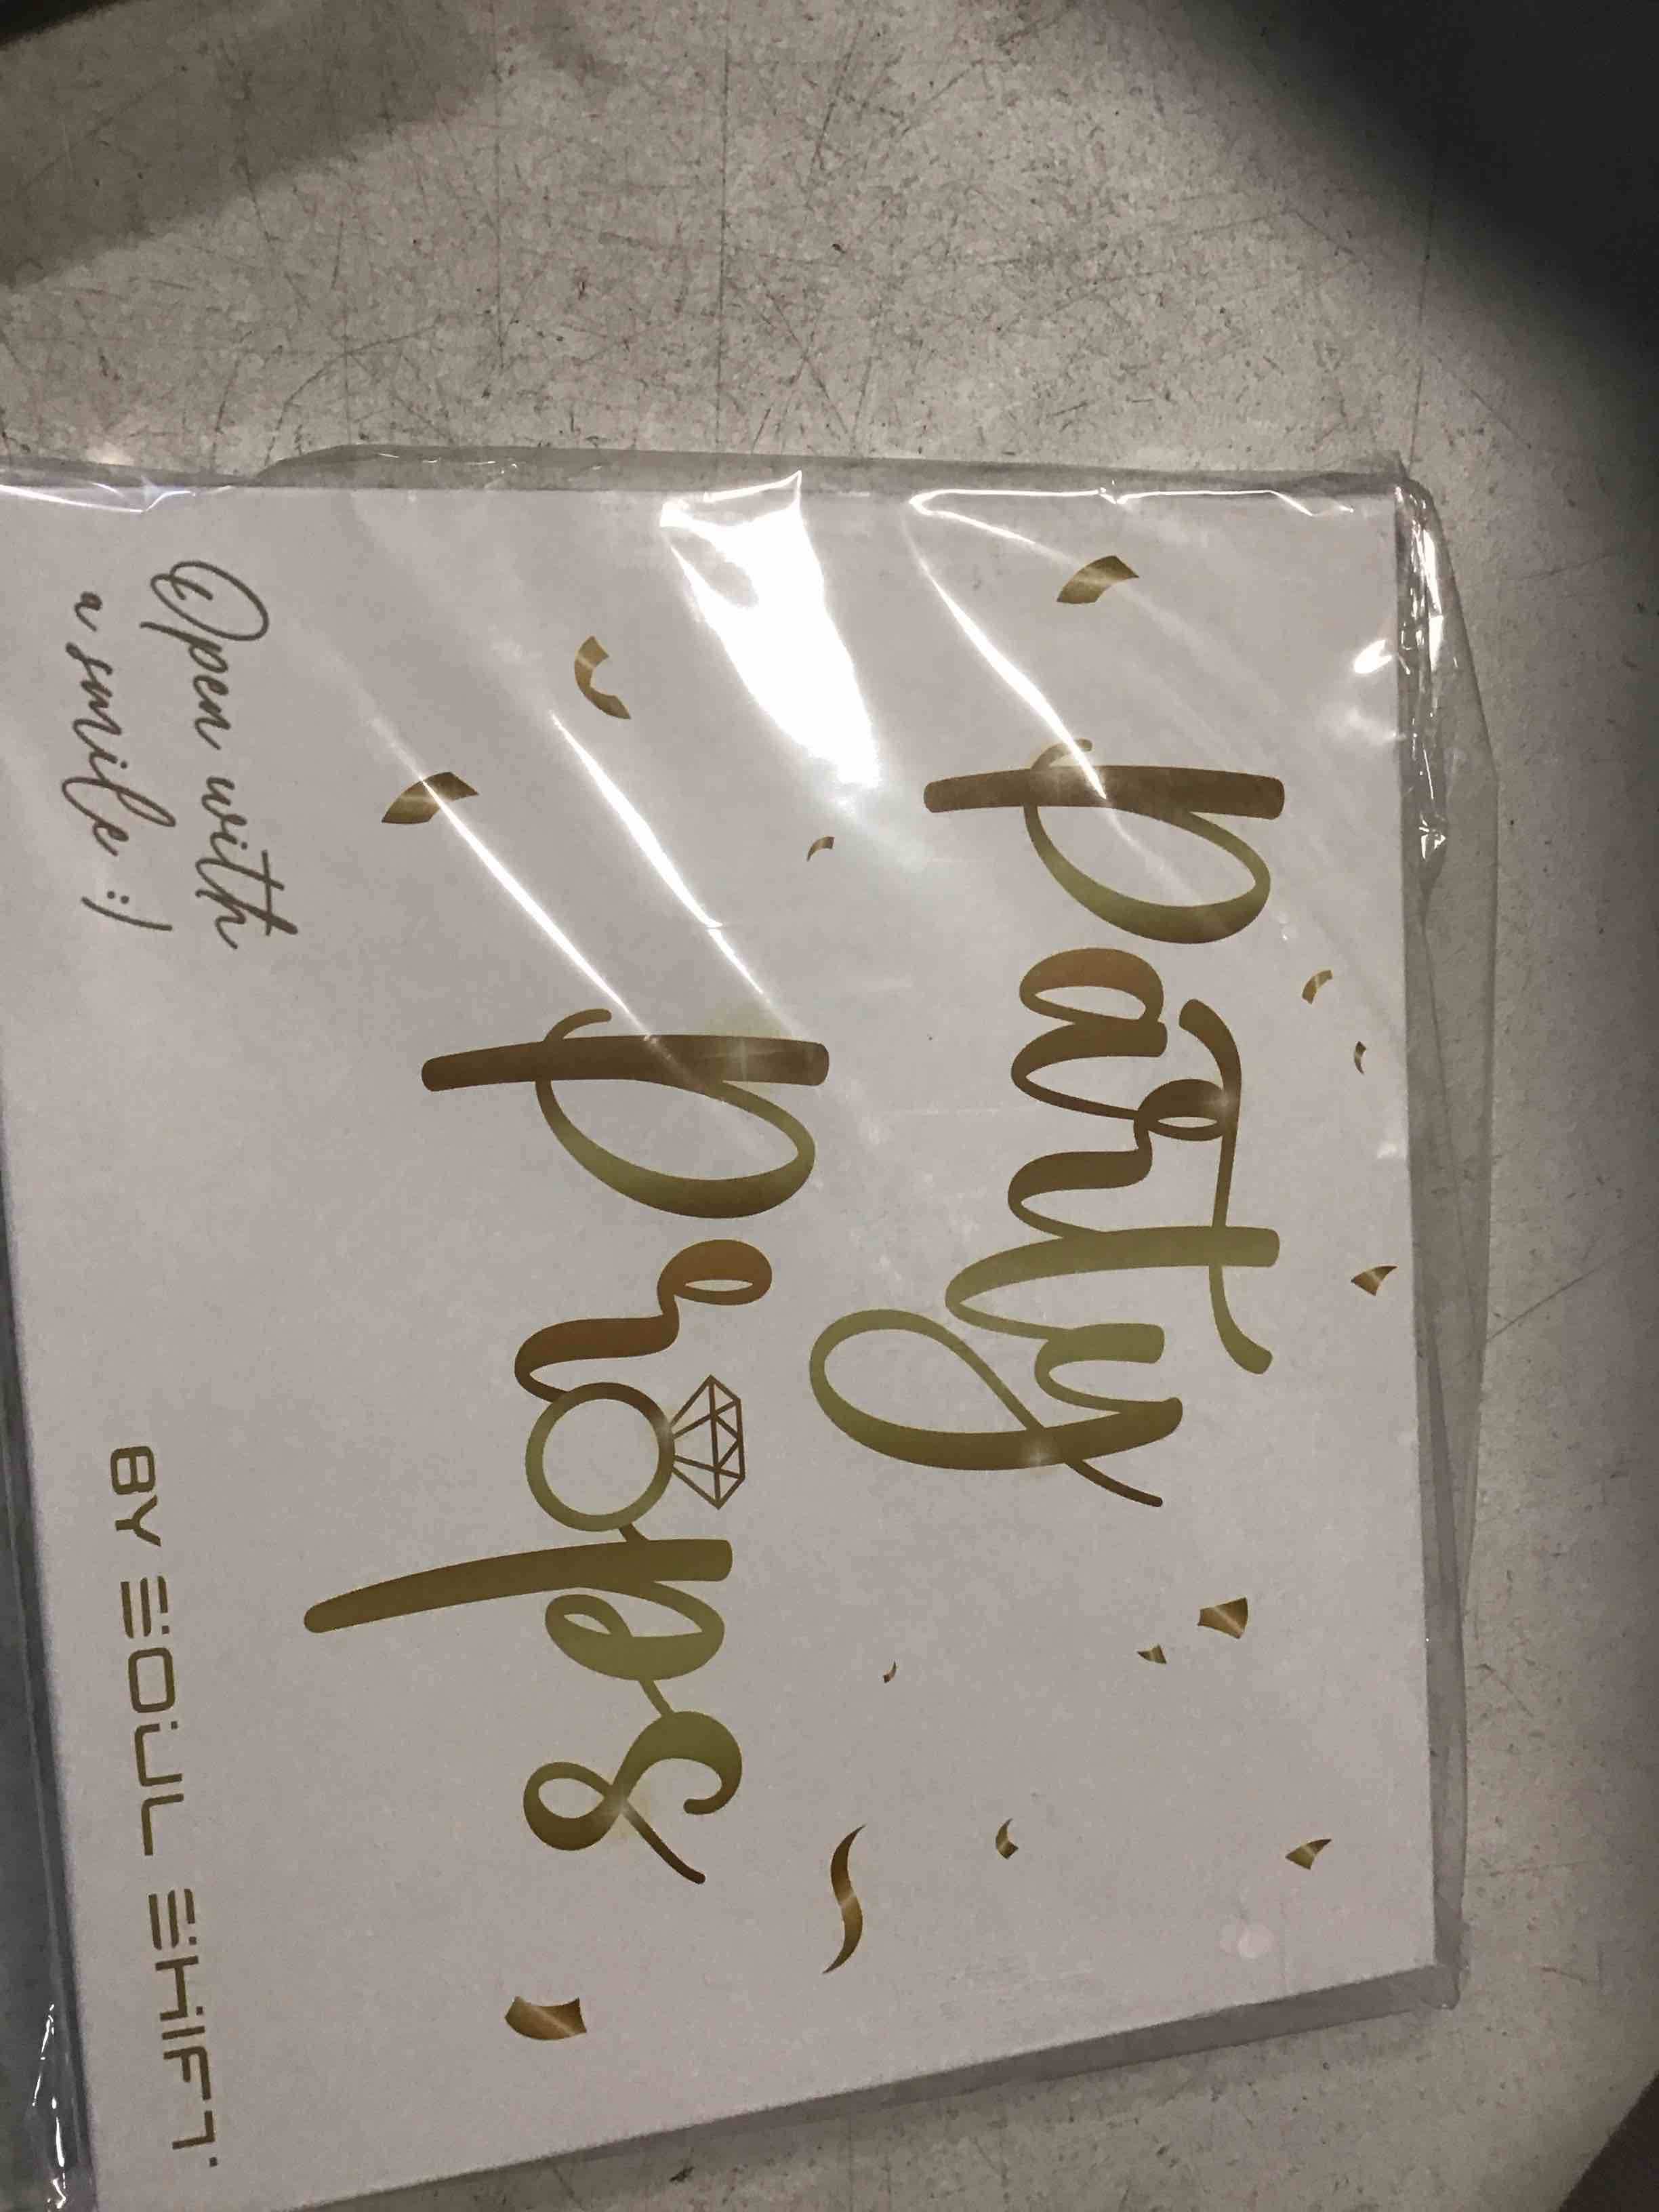 Party
Props
Open with
a smile :)
BY SOUL SHIFT